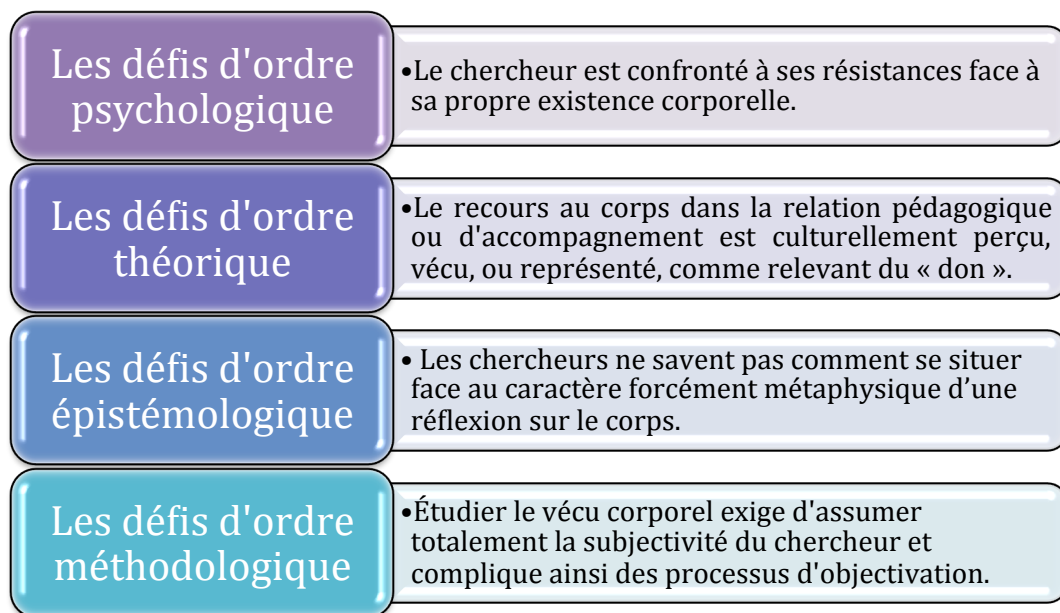 Les défis d'ordre
psychologique
•Le chercheur est confronté à ses résistances face à
sa propre existence corporelle.
Les défis d'ordre
théorique
•Le recours au corps dans la relation pédagogique
ou d'accompagnement est culturellement perçu,
vécu, ou représenté, comme relevant du « don ».
Les défis d'ordre
épistémologique
• Les chercheurs ne savent pas comment se situer
face au caractère forcément métaphysique d’une
réflexion sur le corps.
Les défis d'ordre
méthodologique
•Étudier le vécu corporel exige d'assumer
totalement la subjectivité du chercheur et
complique ainsi des processus d'objectivation.